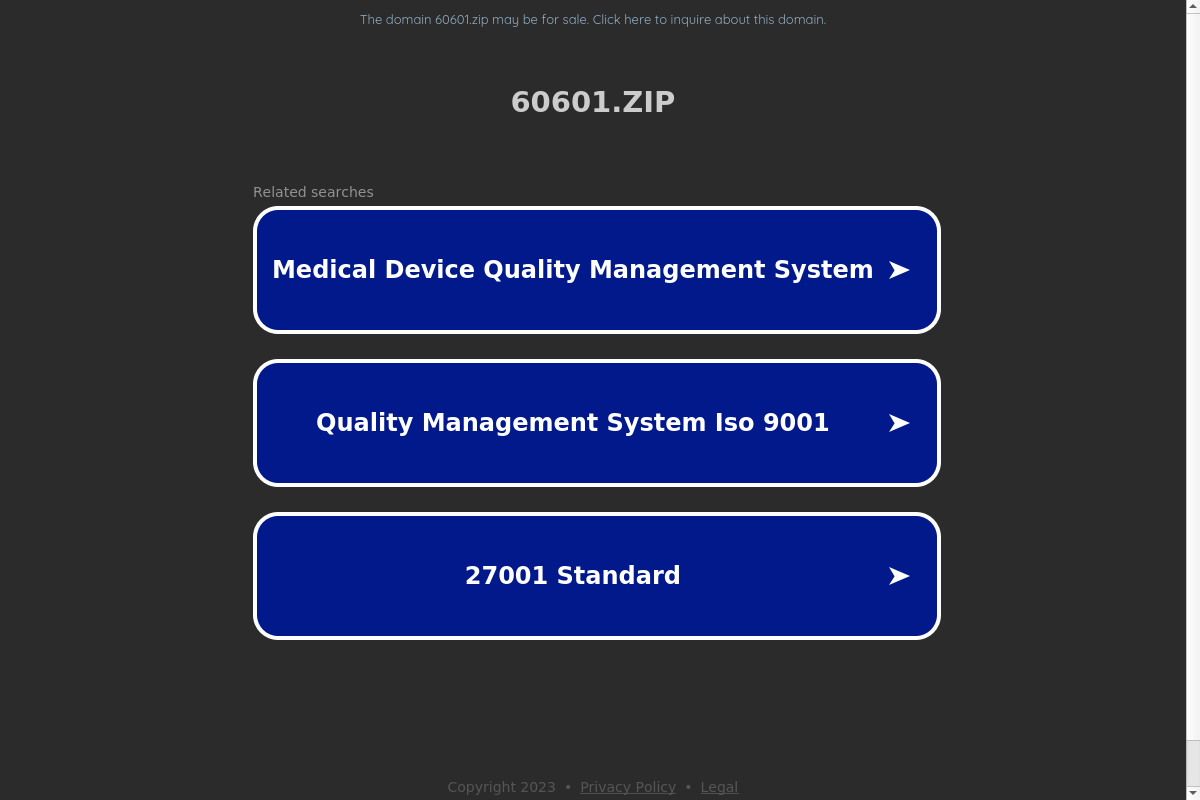 The domain 60601.zip may be for sale. Click here to inquire about this domain.
60601.ZIP
Related searches
Medical Device Quality Management System
Quality Management System Iso 9001
27001 Standard
Copyright 2023 • Privacy Policy • Legal